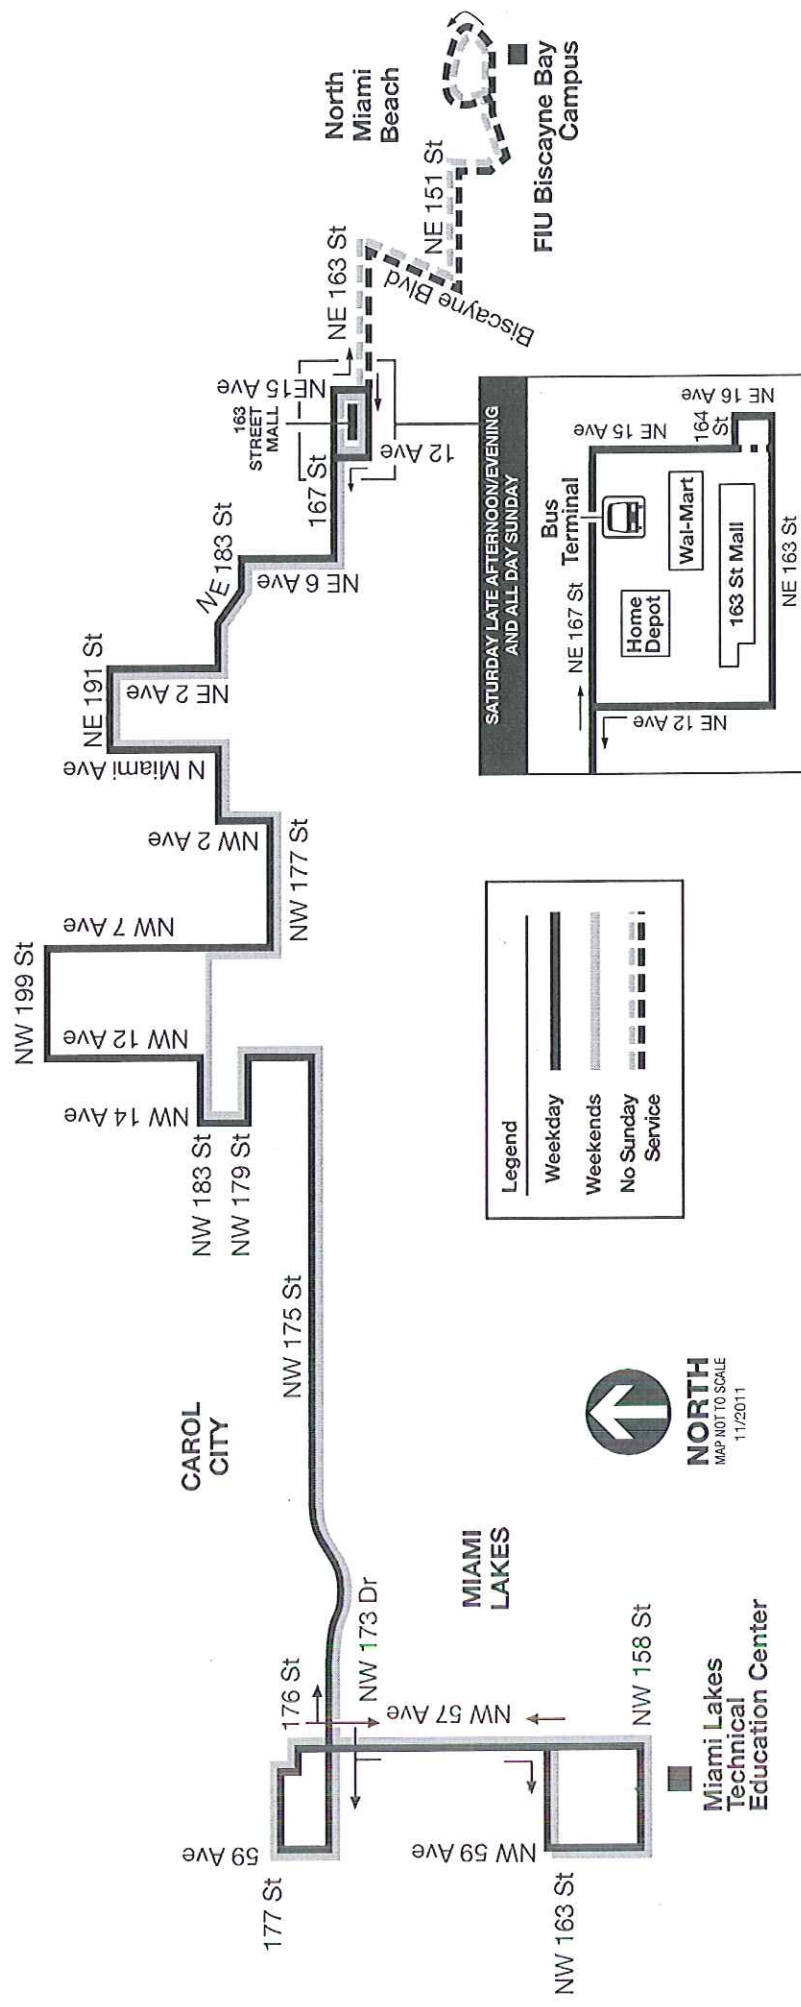 177 St
59 Ave
176 St
NW 173 Dr
NW 57 Ave
NW 59 Ave
NW 163 St
NW 158 St
Miami Lakes
Technical
Education Center
MIAMI
LAKES
CAROL
CITY
NW 175 St
NORTH
MAP NOT TO SCALE
11/2011
NW 183 St
NW 179 St
NW 14 Ave
NW 12 Ave
NW 199 St
NW 7 Ave
NW 177 St
NW 2 Ave
N Miami Ave
NE 191 St
NE 2 Ave
NE 183 St
NE 6 Ave
167 St
163
STREET
MALL
NE15 Ave
12 Ave
NE 163 St
Biscayne Blvd
NE 151 St
North
Miami
Beach
FIU Biscayne Bay
Campus
Legend
Weekday
Weekends
No Sunday
Service
SATURDAY LATE AFTERNOON/EVENING
AND ALL DAY SUNDAY
NE 167 St
Bus
Terminal
NE 15 Ave
164
St
NE 16 Ave
NE 12 Ave
Home
Depot
Wal-Mart
163 St Mall
NE 163 St